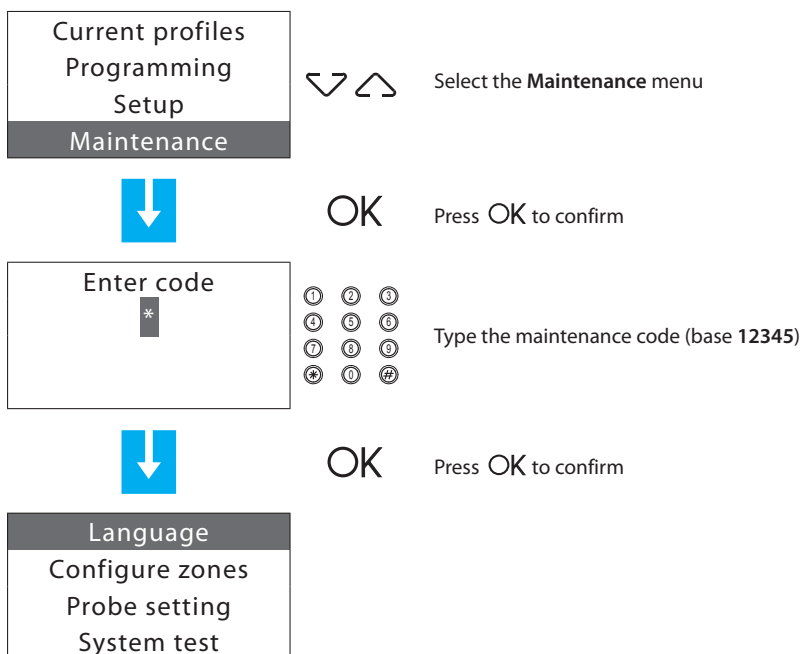 Current profiles
Programming
Setup
Maintenance
Select the Maintenance menu
OK
Press OK to confirm
Enter code
*
1 2 3
4 5 6
7 8 9
* 0 #
Type the maintenance code (base 12345)
OK
Press OK to confirm
Language
Configure zones
Probe setting
System test